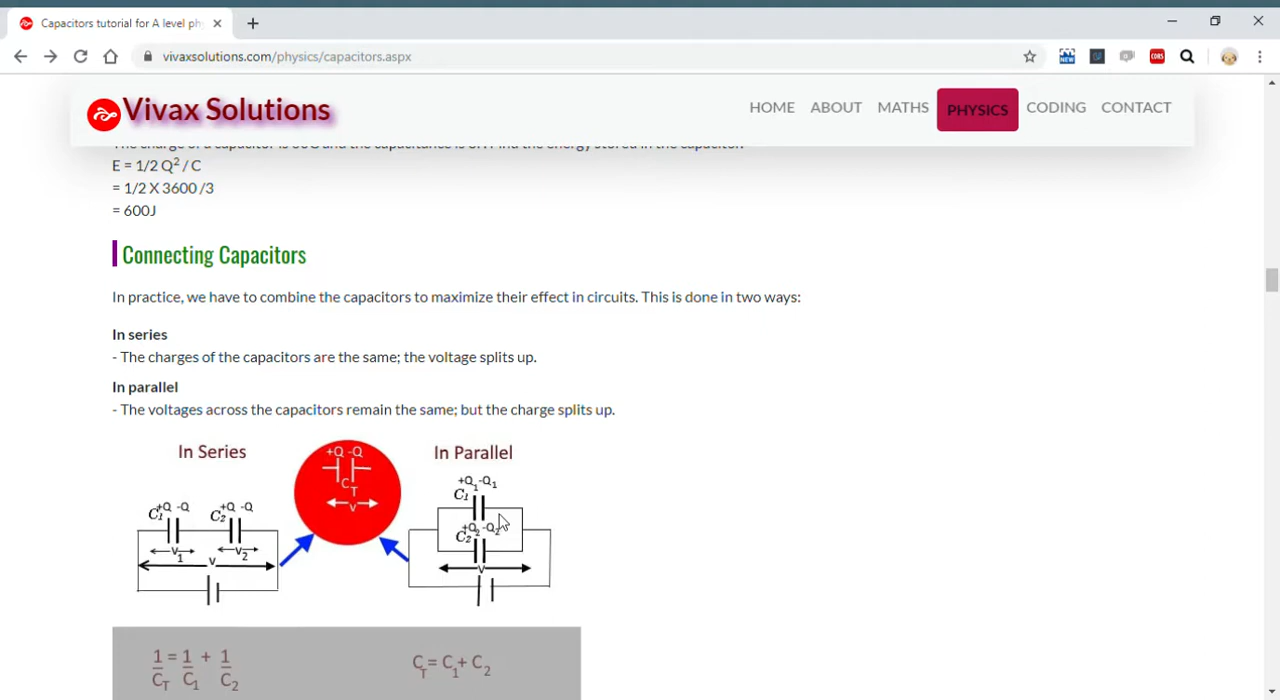 Capacitors tutorial for A level ph
vivaxsolutions.com/physics/capacitors.aspx
NEW
CORS
Vivax Solutions
HOME ABOUT MATHS PHYSICS CODING CONTACT
E = 1/2 Q² / C
= 1/2 X 3600 /3
= 600J
Connecting Capacitors
In practice, we have to combine the capacitors to maximize their effect in circuits. This is done in two ways:
In series
- The charges of the capacitors are the same; the voltage splits up.
In parallel
- The voltages across the capacitors remain the same; but the charge splits up.
In Series
C₁ +Q -Q C₂ +Q -Q
V₁ V₂
V
+Q -Q
C_T
V
In Parallel
+Q₁ -Q₁
C₁
+Q₂ -Q₂
C₂
V
1/C_T = 1/C₁ + 1/C₂
C_T = C₁ + C₂